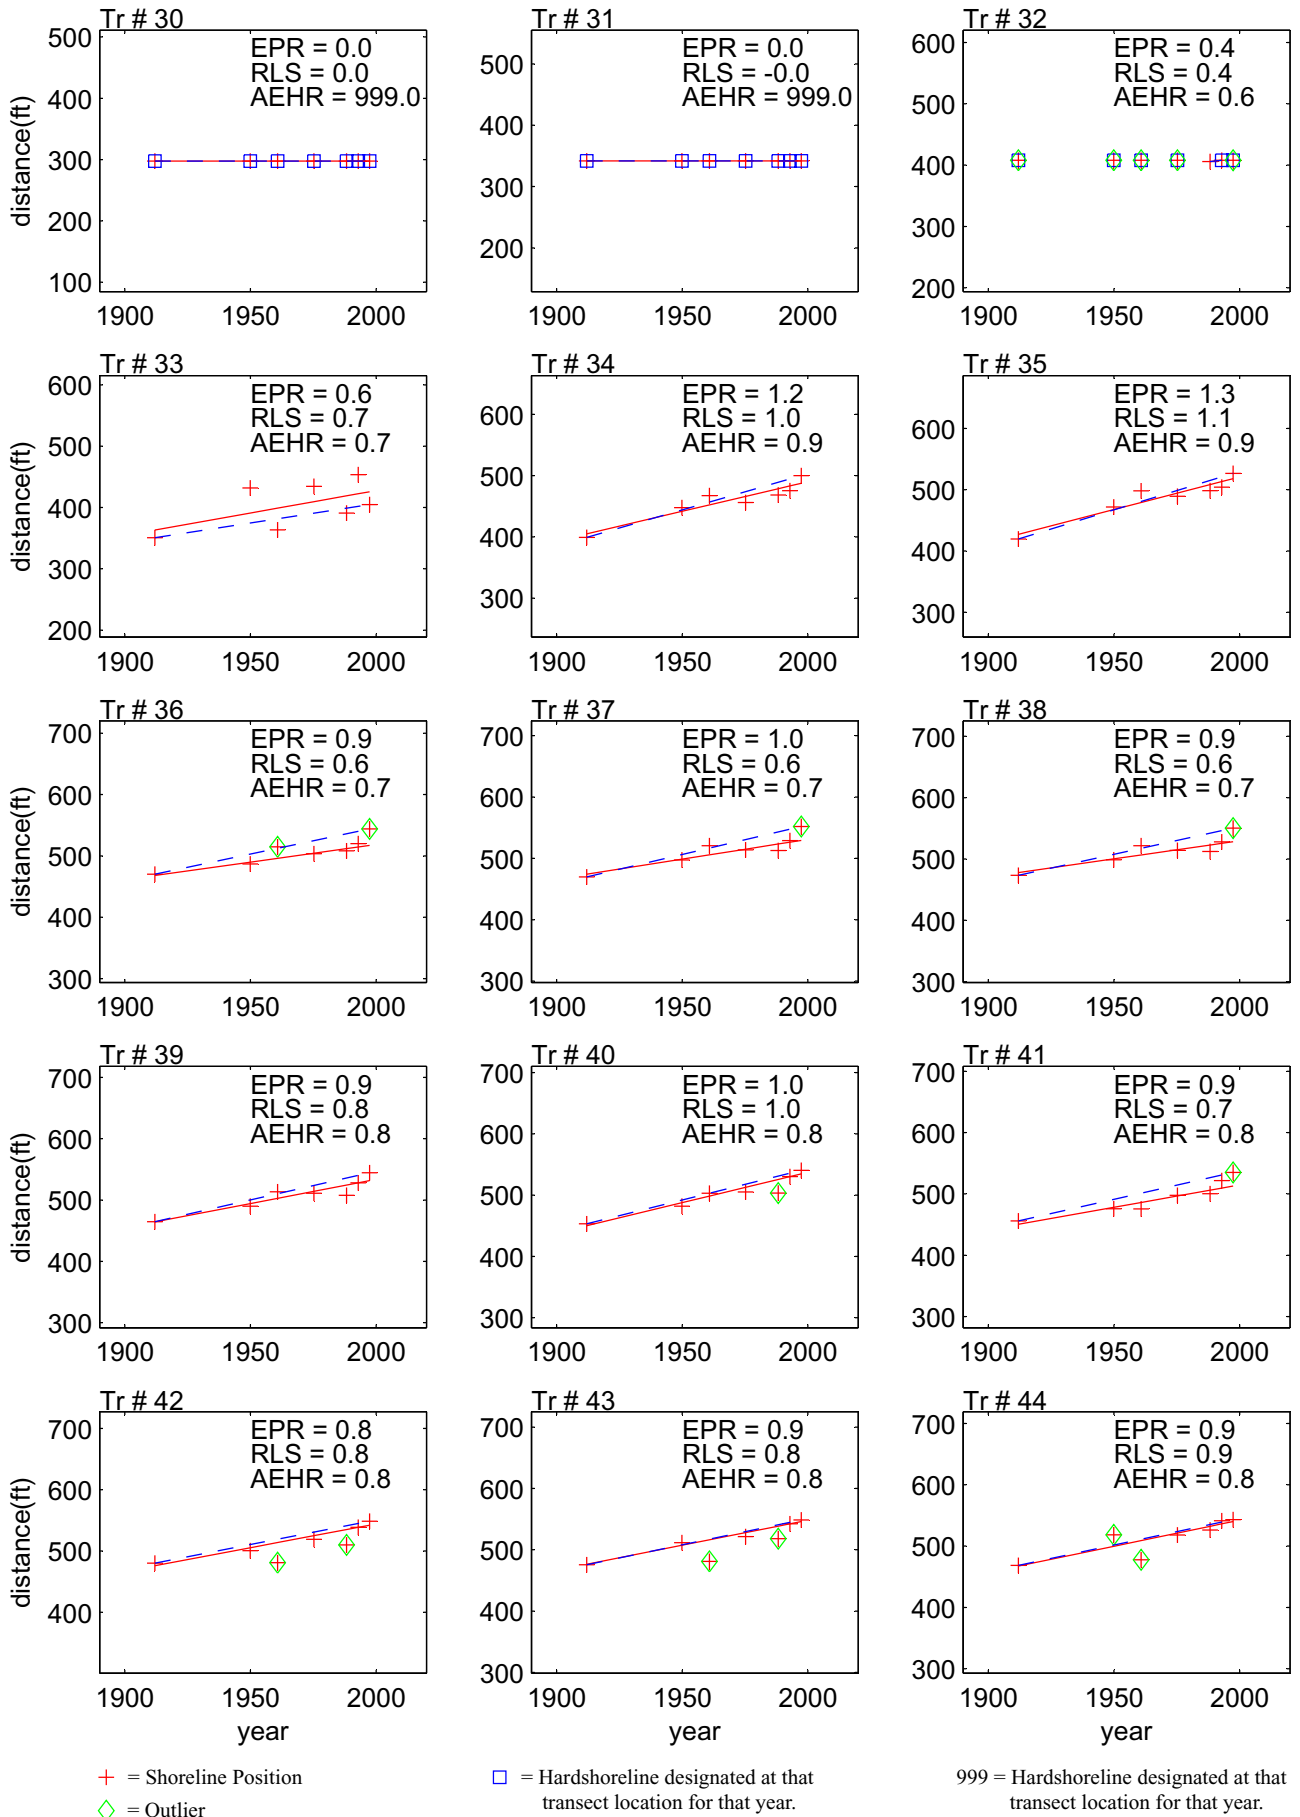 Tr # 30
EPR = 0.0
RLS = 0.0
AEHR = 999.0
500
400
300
200
100
1900 1950 2000
distance(ft)
Tr # 31
EPR = 0.0
RLS = -0.0
AEHR = 999.0
500
400
300
200
1900 1950 2000
Tr # 32
EPR = 0.4
RLS = 0.4
AEHR = 0.6
600
500
400
300
200
1900 1950 2000
Tr # 33
EPR = 0.6
RLS = 0.7
AEHR = 0.7
600
500
400
300
200
1900 1950 2000
distance(ft)
Tr # 34
EPR = 1.2
RLS = 1.0
AEHR = 0.9
600
500
400
300
1900 1950 2000
Tr # 35
EPR = 1.3
RLS = 1.1
AEHR = 0.9
600
500
400
300
1900 1950 2000
Tr # 36
EPR = 0.9
RLS = 0.6
AEHR = 0.7
700
600
500
400
300
1900 1950 2000
distance(ft)
Tr # 37
EPR = 1.0
RLS = 0.6
AEHR = 0.7
700
600
500
400
300
1900 1950 2000
Tr # 38
EPR = 0.9
RLS = 0.6
AEHR = 0.7
700
600
500
400
300
1900 1950 2000
Tr # 39
EPR = 0.9
RLS = 0.8
AEHR = 0.8
700
600
500
400
300
1900 1950 2000
distance(ft)
Tr # 40
EPR = 1.0
RLS = 1.0
AEHR = 0.8
700
600
500
400
300
1900 1950 2000
Tr # 41
EPR = 0.9
RLS = 0.7
AEHR = 0.8
700
600
500
400
300
1900 1950 2000
Tr # 42
EPR = 0.8
RLS = 0.8
AEHR = 0.8
700
600
500
400
1900 1950 2000
distance(ft)
year
Tr # 43
EPR = 0.9
RLS = 0.8
AEHR = 0.8
700
600
500
400
300
1900 1950 2000
year
Tr # 44
EPR = 0.9
RLS = 0.9
AEHR = 0.8
700
600
500
400
300
1900 1950 2000
year
= Shoreline Position
= Outlier
= Hardshoreline designated at that
transect location for that year.
999 = Hardshoreline designated at that
transect location for that year.